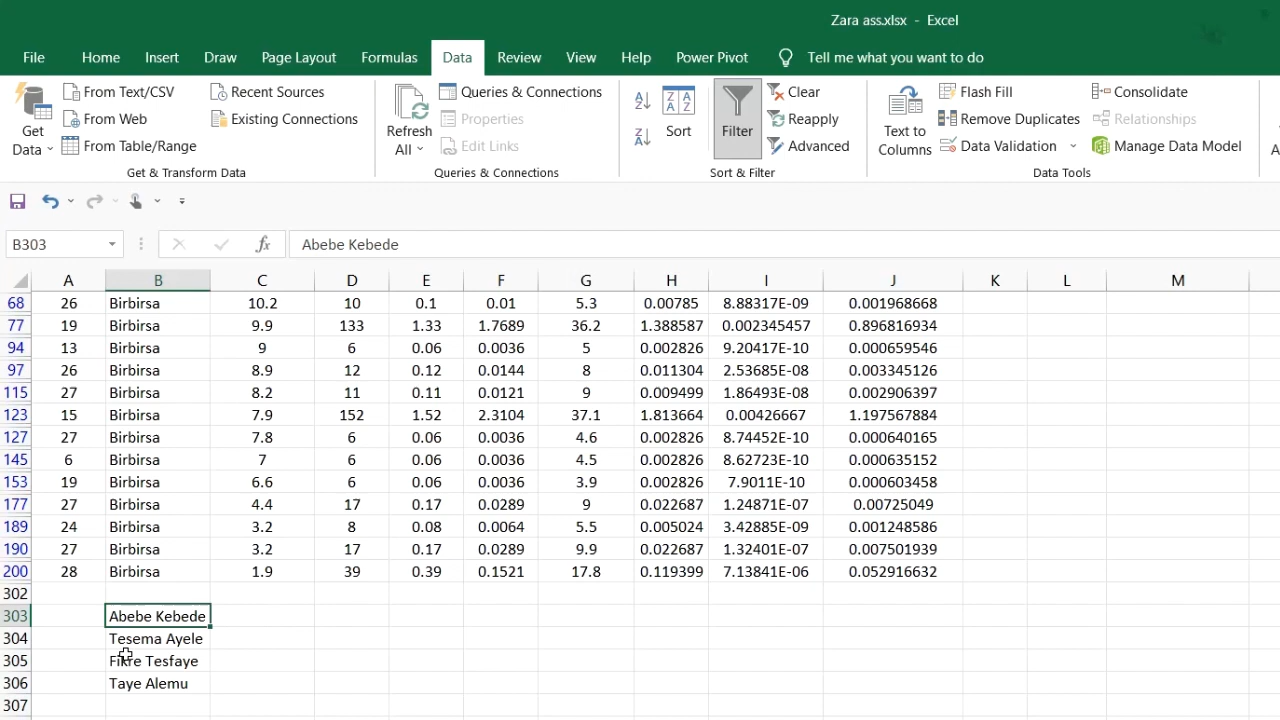 Zara ass.xlsx - Excel
File Home Insert Draw Page Layout Formulas Data Review View Help Power Pivot Tell me what you want to do
Get Data
From Text/CSV
From Web
From Table/Range
Recent Sources
Existing Connections
Get & Transform Data
Refresh All
Queries & Connections
Properties
Edit Links
Queries & Connections
Sort
Filter
Clear
Reapply
Advanced
Sort & Filter
Text to Columns
Flash Fill
Remove Duplicates
Data Validation
Consolidate
Relationships
Manage Data Model
Data Tools
B303 fx Abebe Kebede
A B C D E F G H I J K L M
68 26 Birbirsa 10.2 10 0.1 0.01 5.3 0.00785 8.88317E-09 0.001968668
77 19 Birbirsa 9.9 133 1.33 1.7689 36.2 1.388587 0.002345457 0.896816934
94 13 Birbirsa 9 6 0.06 0.0036 5 0.002826 9.20417E-10 0.000659546
97 26 Birbirsa 8.9 12 0.12 0.0144 8 0.011304 2.53685E-08 0.003345126
115 27 Birbirsa 8.2 11 0.11 0.0121 9 0.009499 1.86493E-08 0.002906397
123 15 Birbirsa 7.9 152 1.52 2.3104 37.1 1.813664 0.00426667 1.197567884
127 27 Birbirsa 7.8 6 0.06 0.0036 4.6 0.002826 8.74452E-10 0.000640165
145 6 Birbirsa 7 6 0.06 0.0036 4.5 0.002826 8.62723E-10 0.000635152
153 19 Birbirsa 6.6 6 0.06 0.0036 3.9 0.002826 7.9011E-10 0.000603458
177 27 Birbirsa 4.4 17 0.17 0.0289 9 0.022687 1.24871E-07 0.00725049
189 24 Birbirsa 3.2 8 0.08 0.0064 5.5 0.005024 3.42885E-09 0.001248586
190 27 Birbirsa 3.2 17 0.17 0.0289 9.9 0.022687 1.32401E-07 0.007501939
200 28 Birbirsa 1.9 39 0.39 0.1521 17.8 0.119399 7.13841E-06 0.052916632
302
303 Abebe Kebede
304 Tesema Ayele
305 Fikre Tesfaye
306 Taye Alemu
307